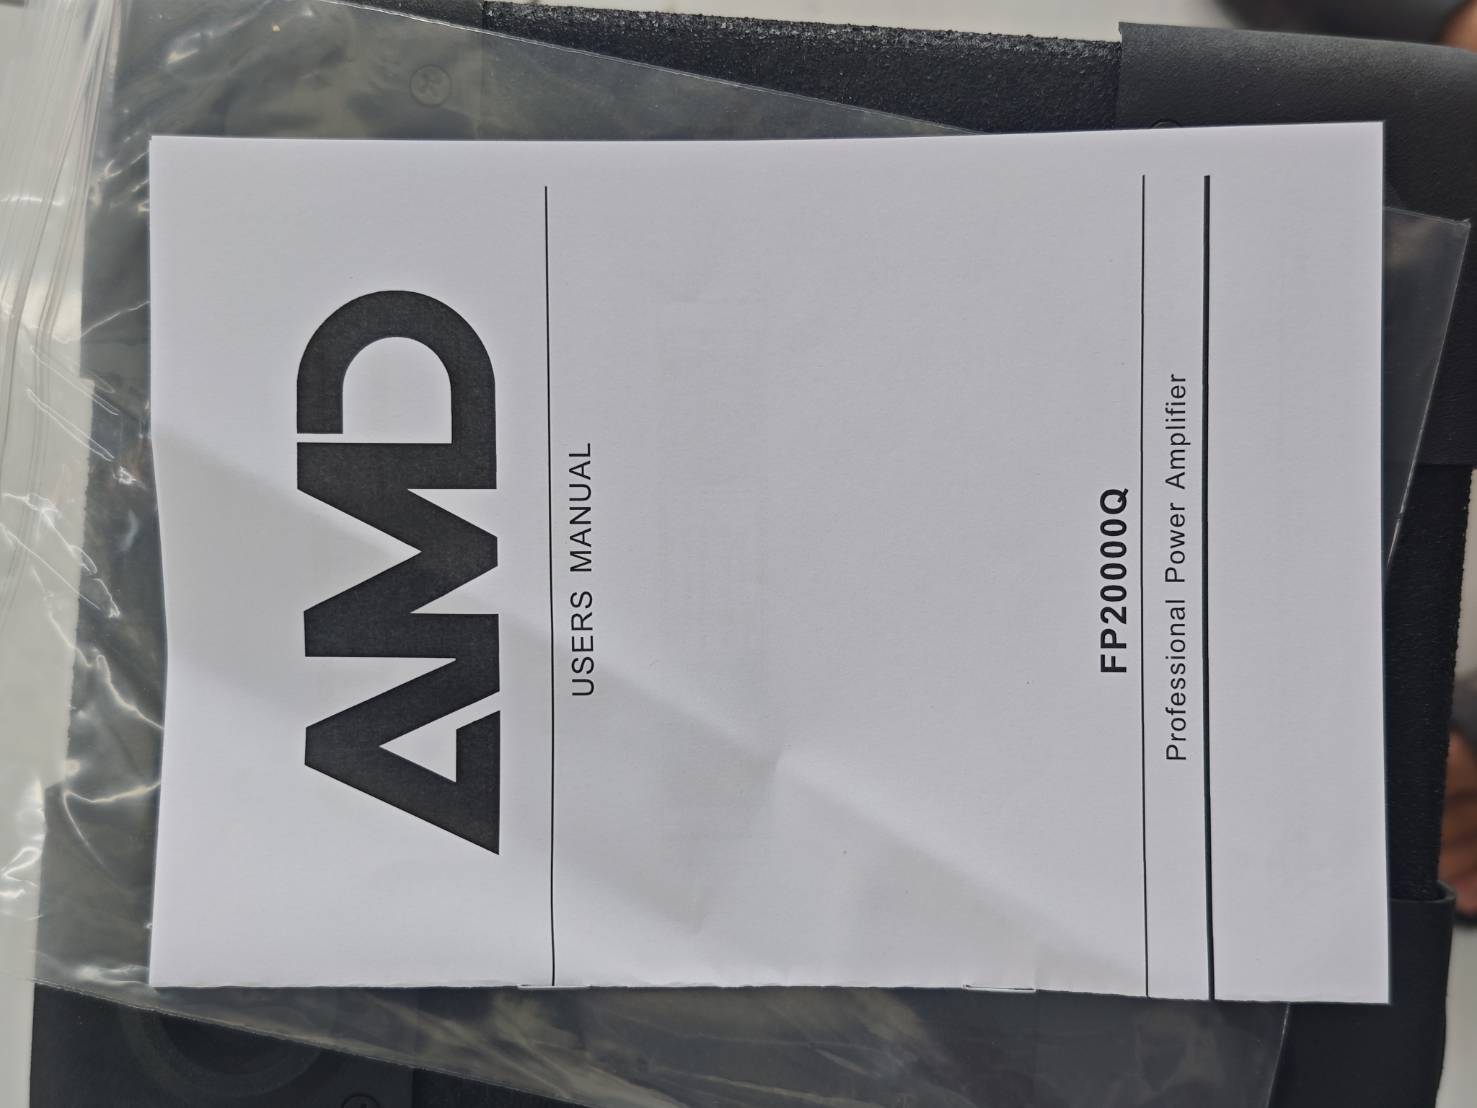 AMD
USERS MANUAL
FP20000Q
Professional Power Amplifier